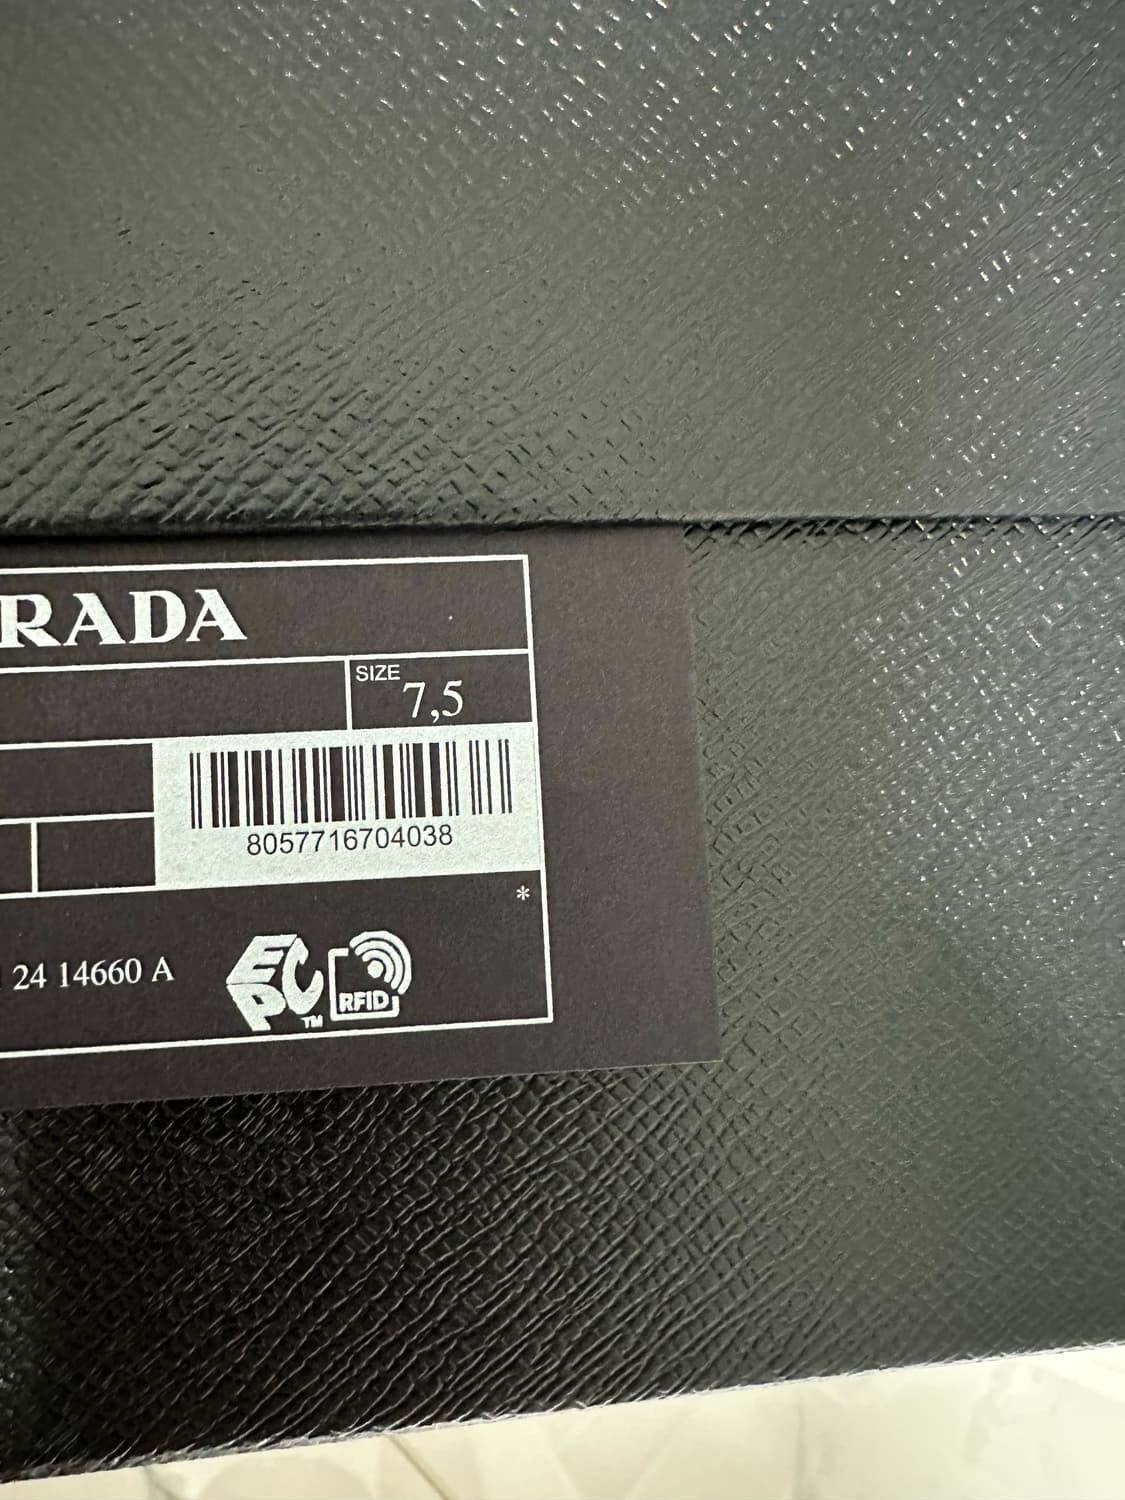 RADA
SIZE
7,5
8057716704038
*
24 14660 A
EPC
TM
RFID